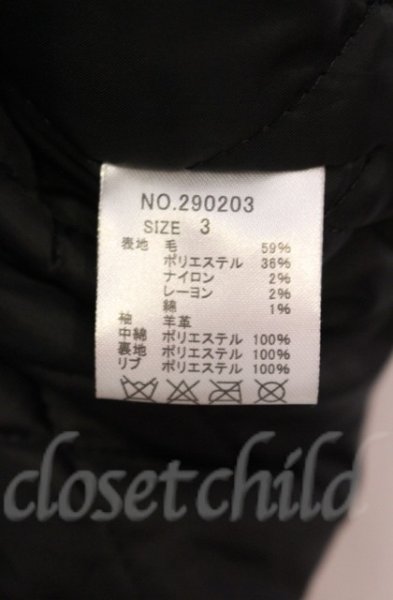 NO.290203
SIZE 3
表地 毛 59%
ポリエステル 36%
ナイロン 2%
レーヨン 2%
綿 1%
袖 羊革
中綿 ポリエステル 100%
裏地 ポリエステル 100%
リブ ポリエステル 100%
closet child